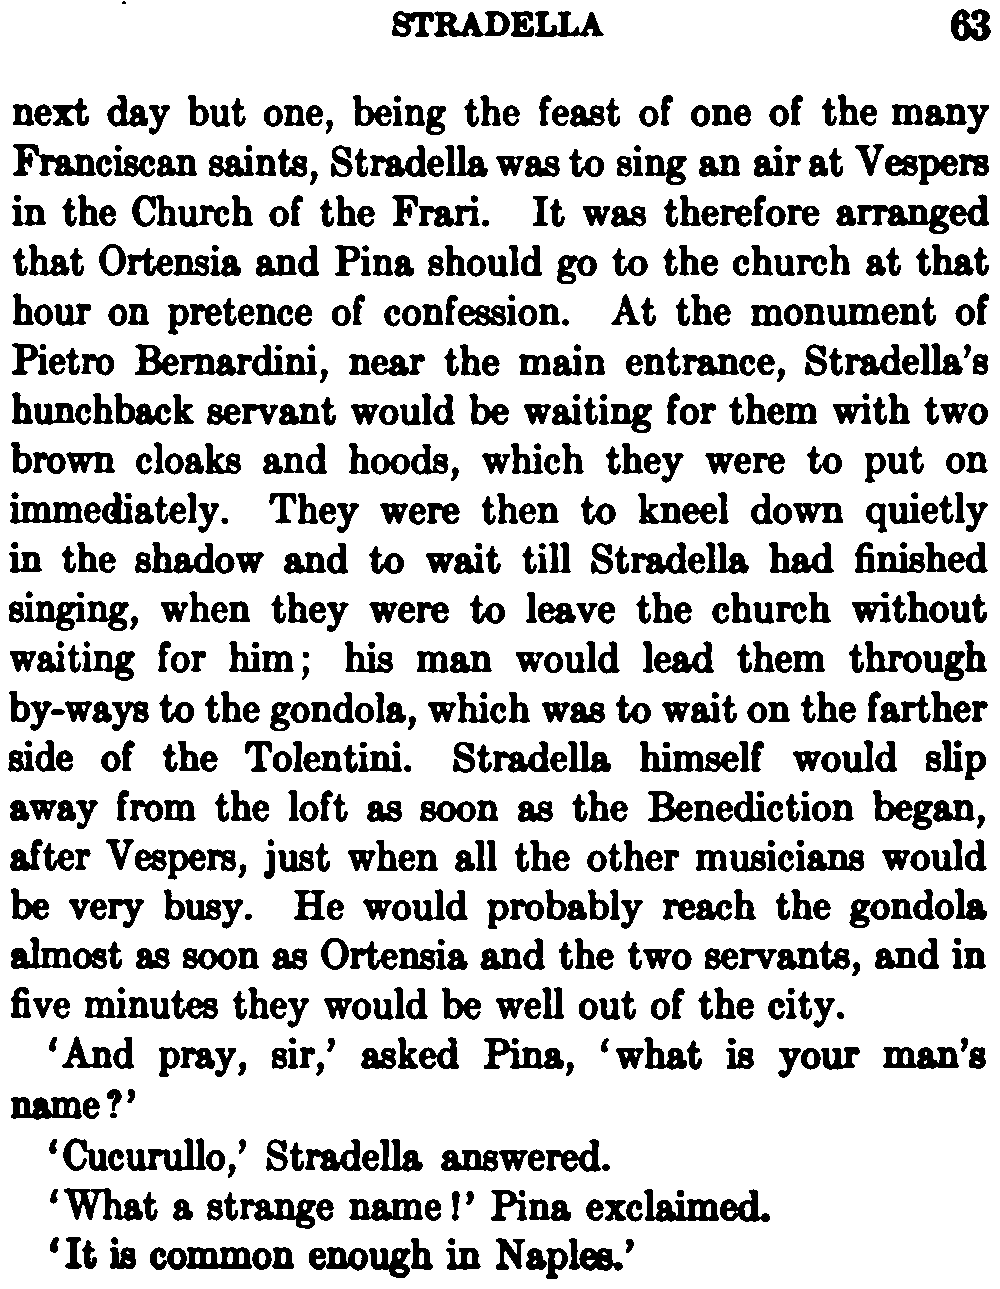 STRADELLA 63
next day but one, being the feast of one of the many
Franciscan saints, Stradella was to sing an air at Vespers
in the Church of the Frari. It was therefore arranged
that Ortensia and Pina should go to the church at that
hour on pretence of confession. At the monument of
Pietro Bernardini, near the main entrance, Stradella's
hunchback servant would be waiting for them with two
brown cloaks and hoods, which they were to put on
immediately. They were then to kneel down quietly
in the shadow and to wait till Stradella had finished
singing, when they were to leave the church without
waiting for him; his man would lead them through
by-ways to the gondola, which was to wait on the farther
side of the Tolentini. Stradella himself would slip
away from the loft as soon as the Benediction began,
after Vespers, just when all the other musicians would
be very busy. He would probably reach the gondola
almost as soon as Ortensia and the two servants, and in
five minutes they would be well out of the city.
'And pray, sir,' asked Pina, 'what is your man's
name?'
'Cucurullo,' Stradella answered.
'What a strange name!' Pina exclaimed.
'It is common enough in Naples.'